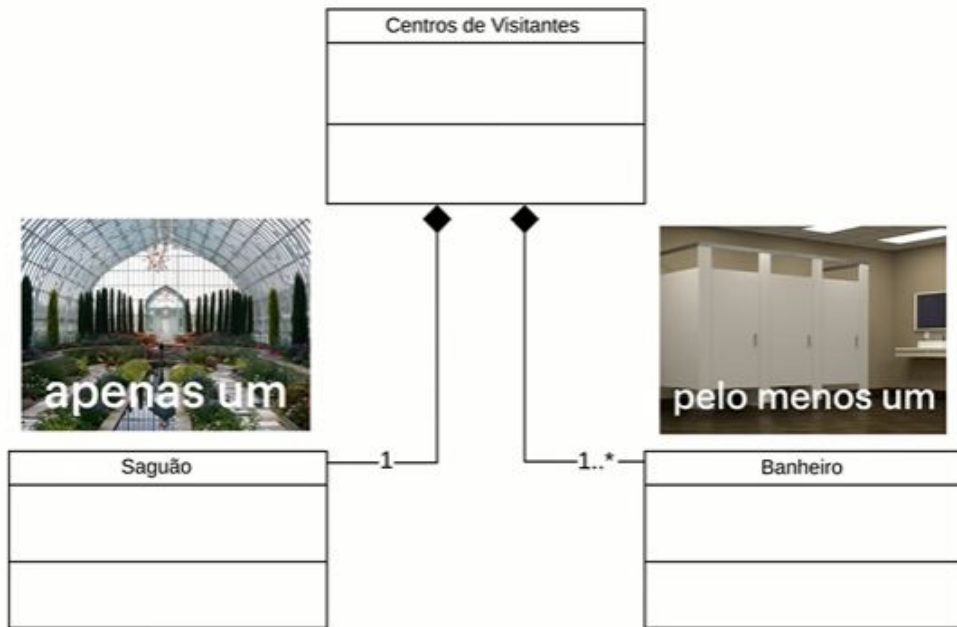 Centros de Visitantes
apenas um
pelo menos um
Saguão
1
1..*
Banheiro